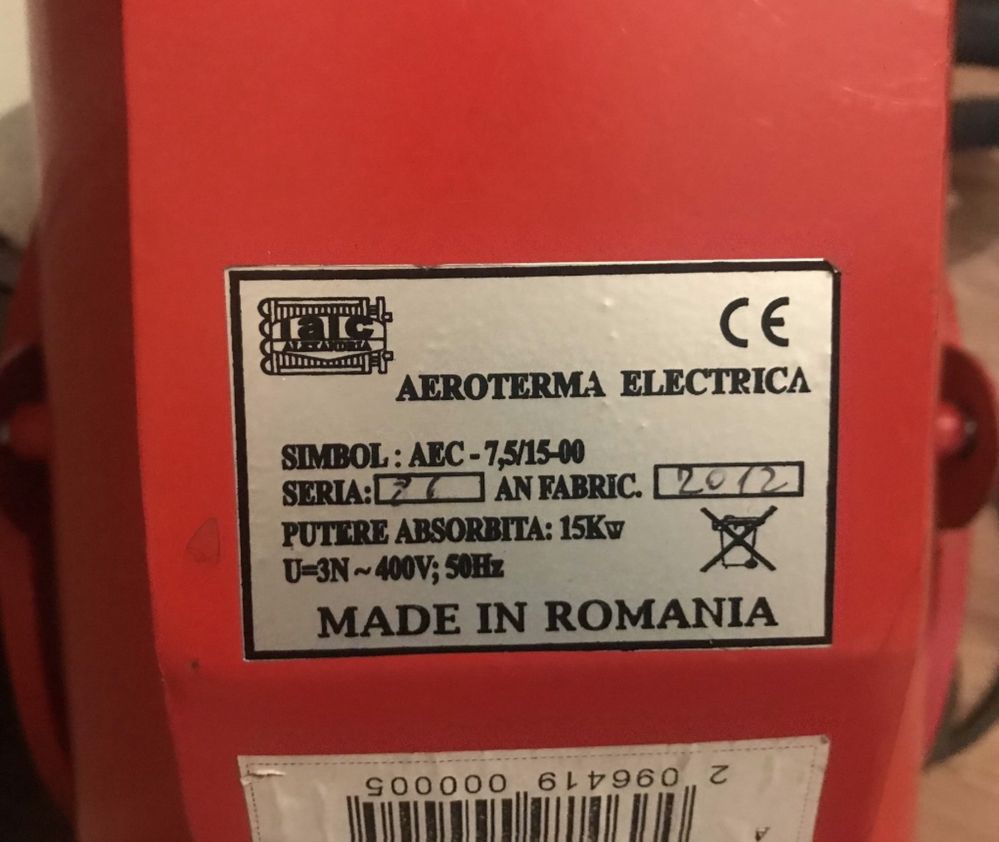 ALEXANDRIA
CE
AEROTERMA ELECTRICA
SIMBOL : AEC - 7,5/15-00
SERIA: AN FABRIC. 2012
PUTERE ABSORBITA: 15Kw
U=3N ~ 400V; 50Hz
MADE IN ROMANIA
2 096419 000005